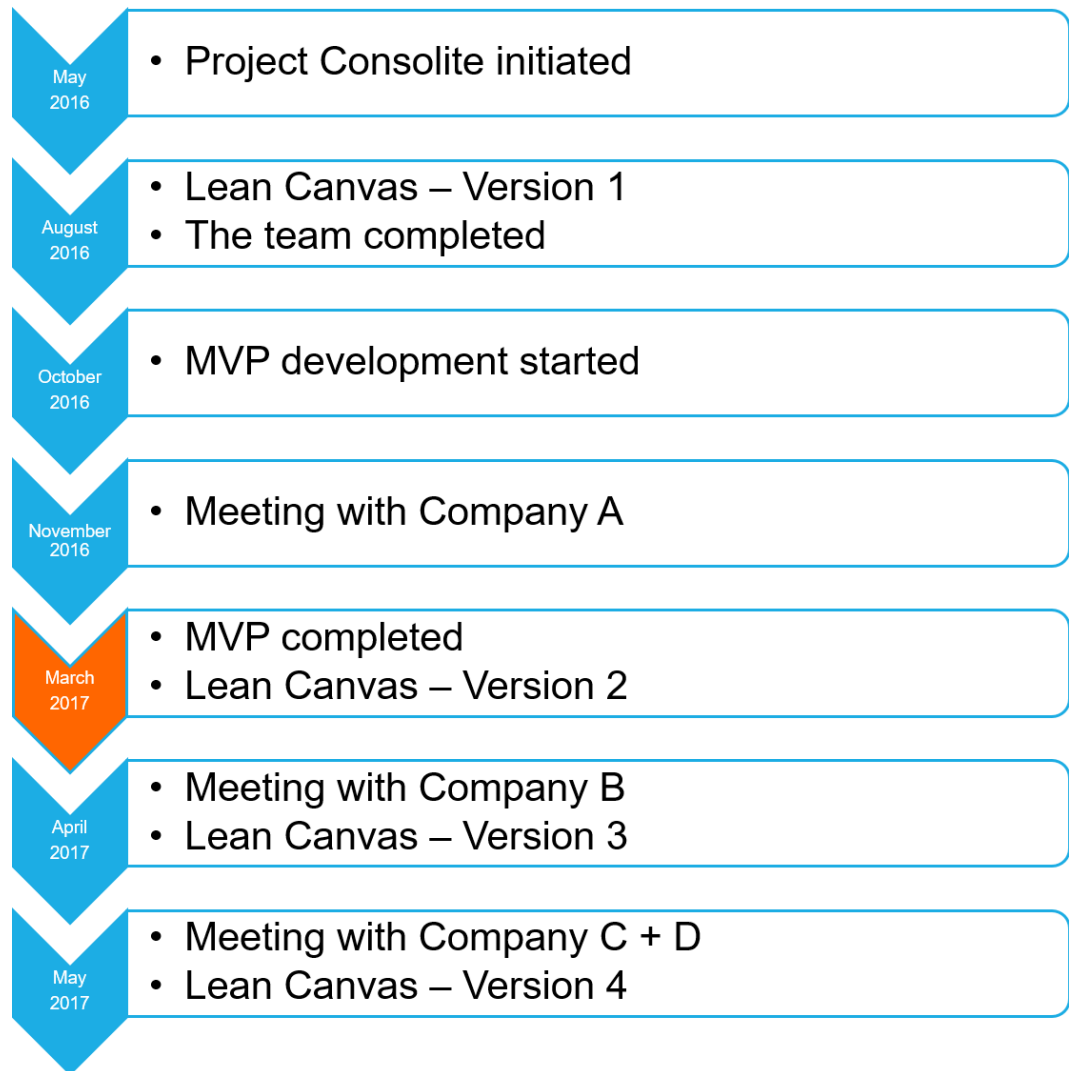 May
2016
• Project Consolite initiated
August
2016
• Lean Canvas – Version 1
• The team completed
October
2016
• MVP development started
November
2016
• Meeting with Company A
March
2017
• MVP completed
• Lean Canvas – Version 2
April
2017
• Meeting with Company B
• Lean Canvas – Version 3
May
2017
• Meeting with Company C + D
• Lean Canvas – Version 4